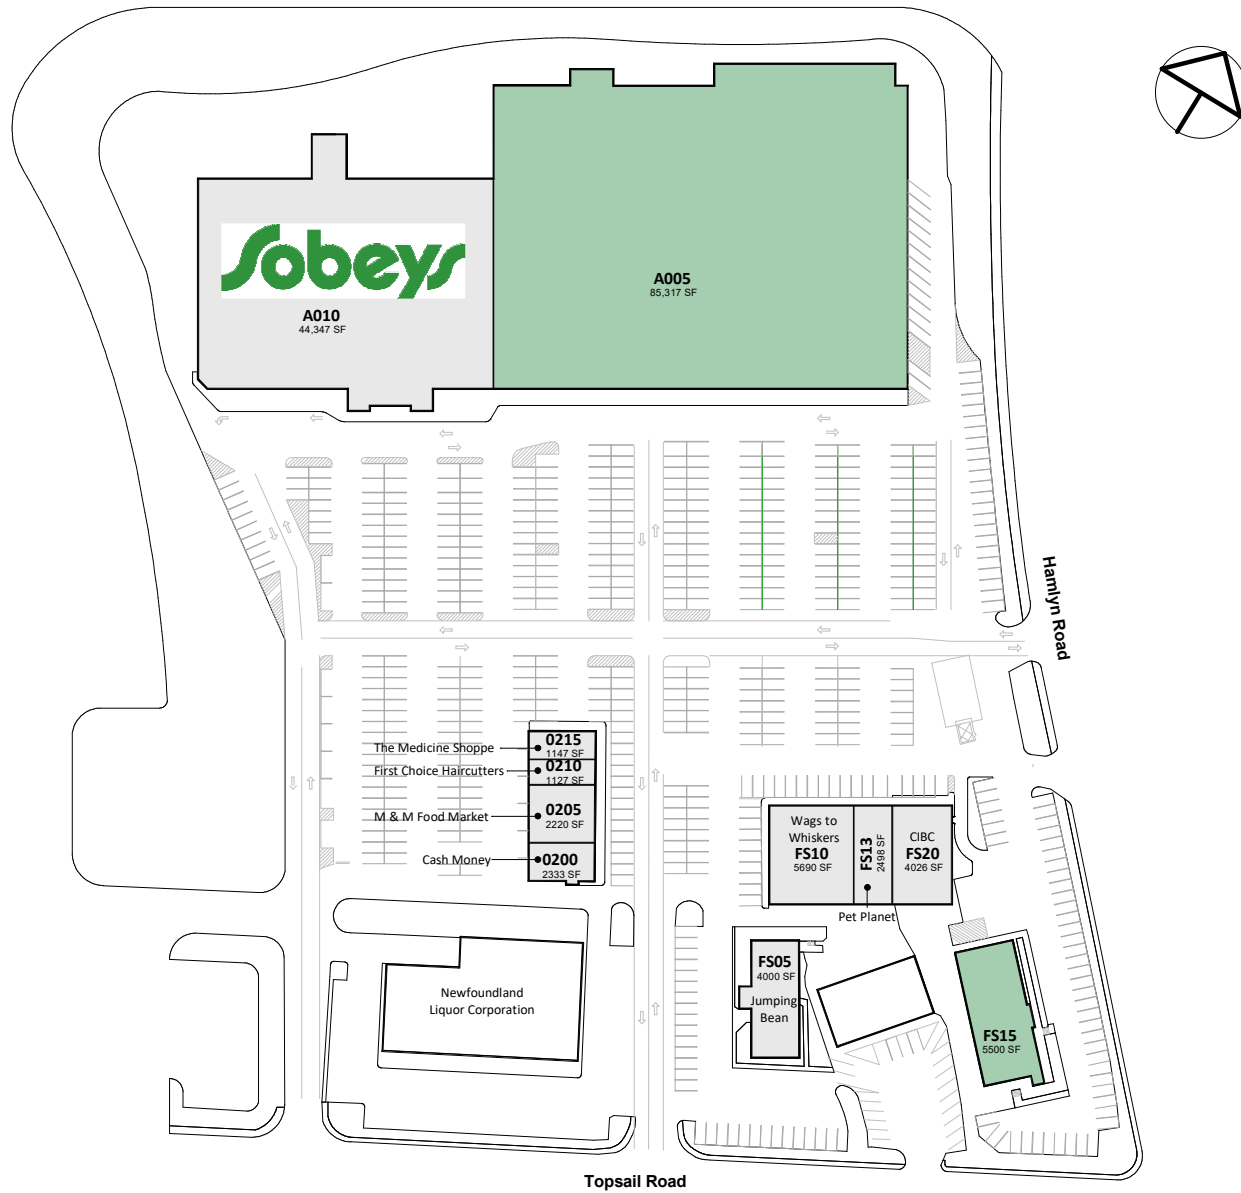 Sobeys
A010
44,347 SF
A005
85,317 SF
Hamlyn Road
The Medicine Shoppe
0215
1147 SF
First Choice Haircutters
0210
1127 SF
M & M Food Market
0205
2220 SF
Cash Money
0200
2333 SF
Wags to
Whiskers
FS10
5690 SF
FS13
2498 SF
CIBC
FS20
4026 SF
Pet Planet
FS05
4000 SF
Jumping
Bean
Newfoundland
Liquor Corporation
FS15
5500 SF
Topsail Road